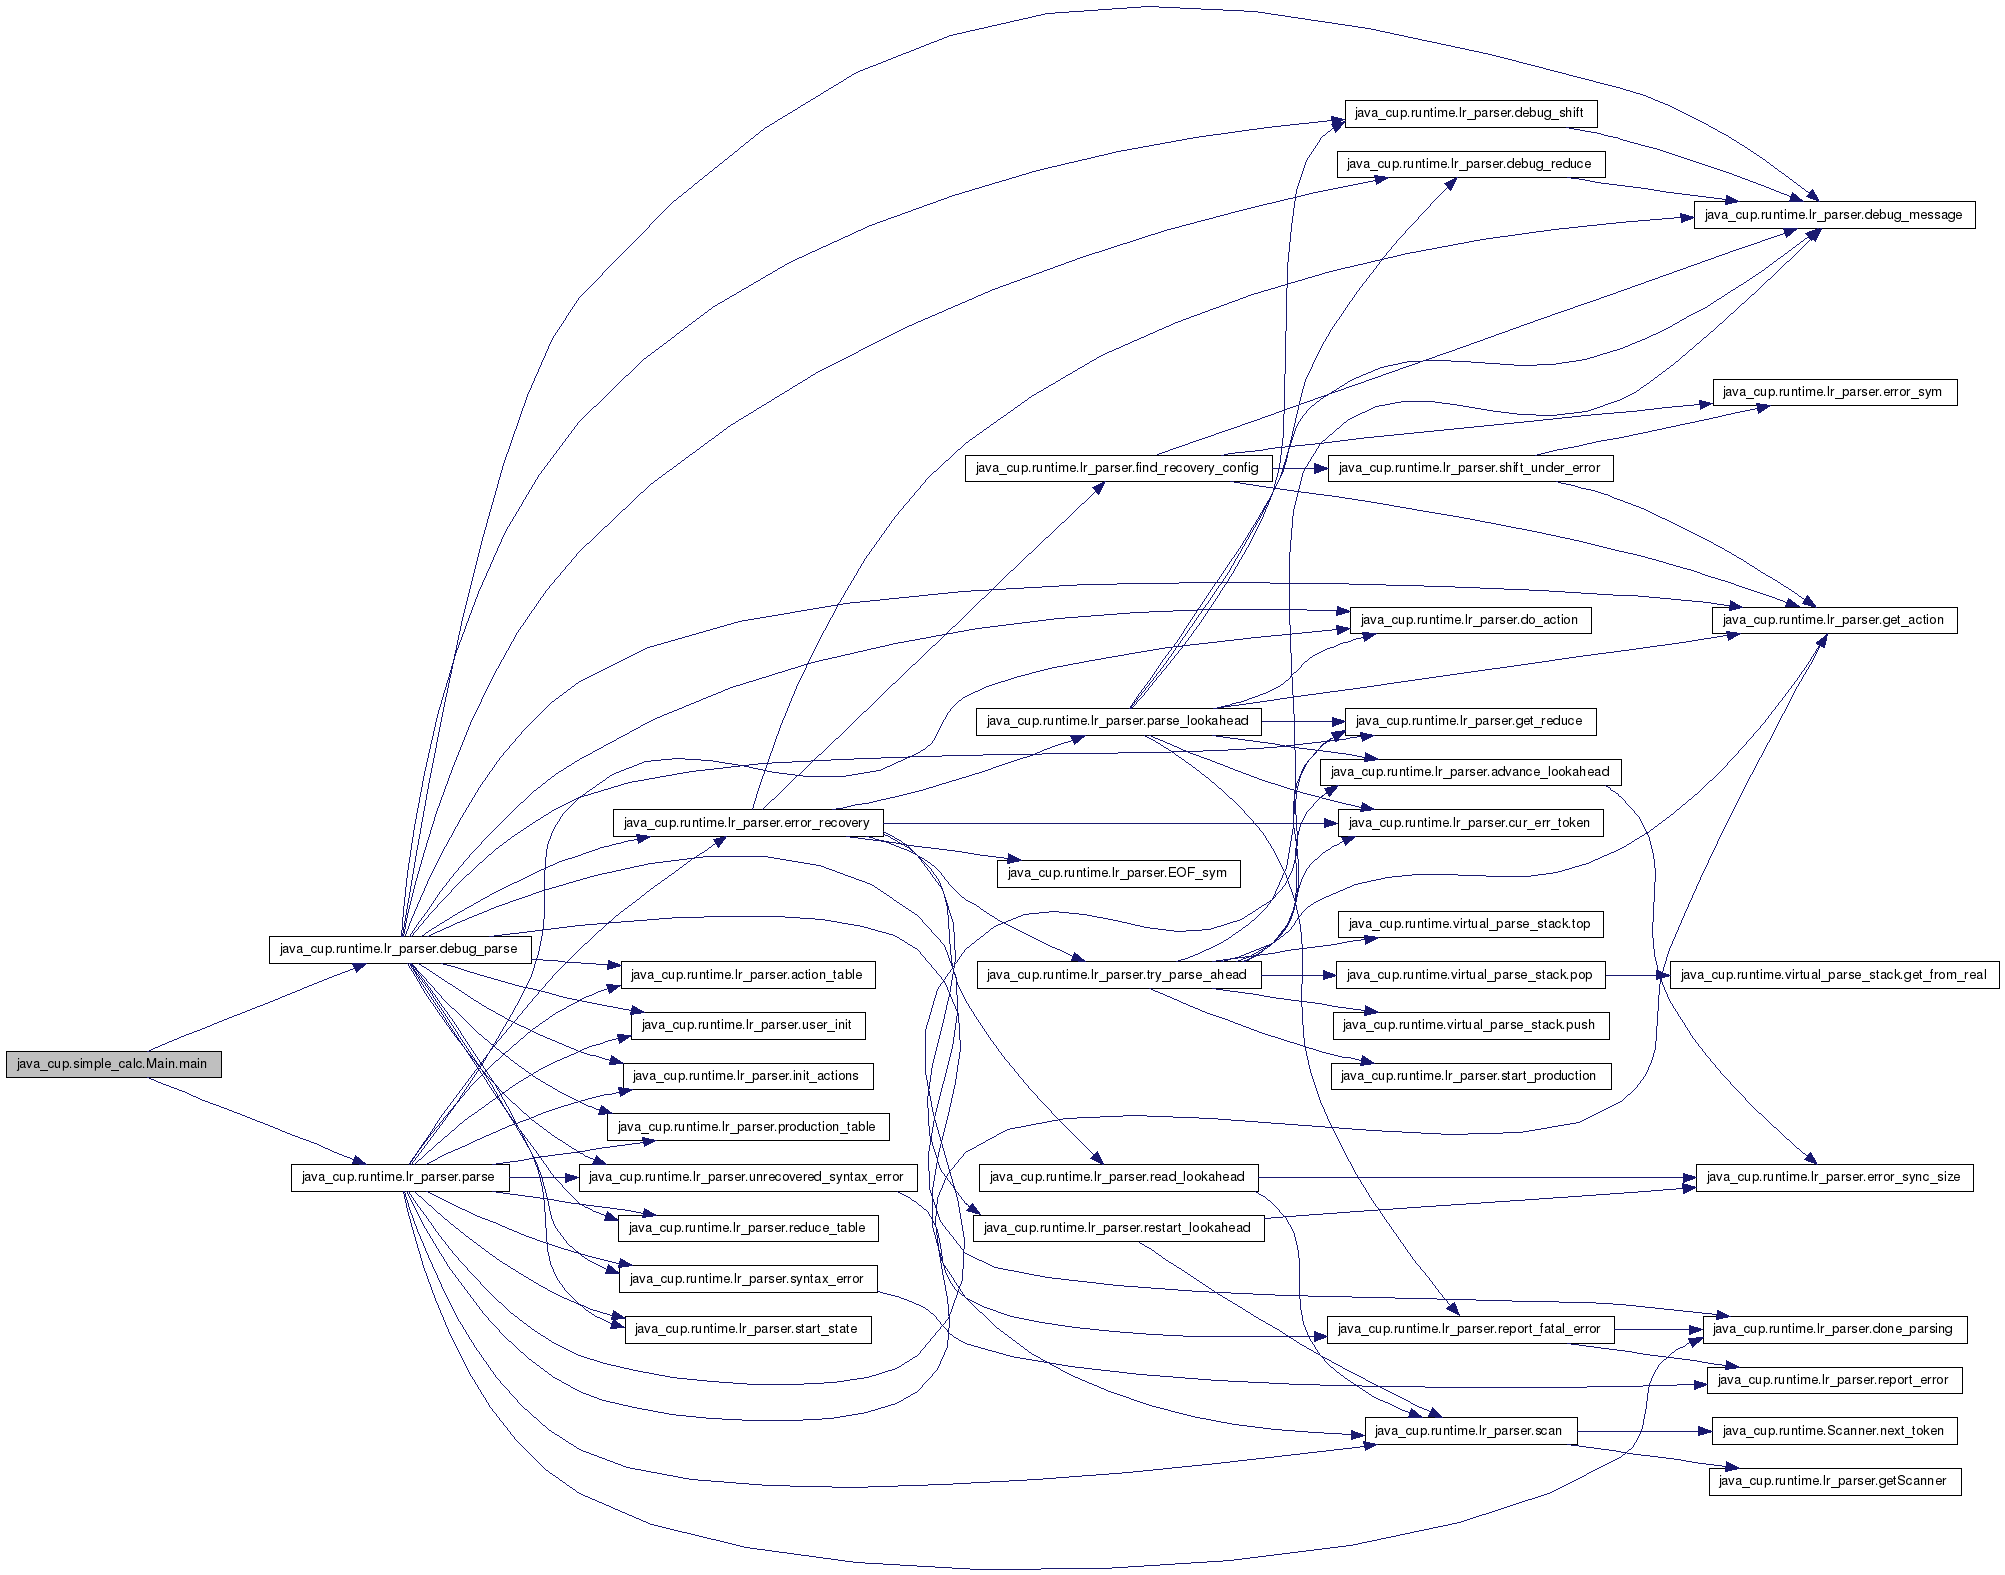 java_cup.runtime.lr_parser.debug_shift
java_cup.runtime.lr_parser.debug_reduce
java_cup.runtime.lr_parser.debug_message
java_cup.runtime.lr_parser.error_sym
java_cup.runtime.lr_parser.find_recovery_config
java_cup.runtime.lr_parser.shift_under_error
java_cup.runtime.lr_parser.do_action
java_cup.runtime.lr_parser.get_action
java_cup.runtime.lr_parser.parse_lookahead
java_cup.runtime.lr_parser.get_reduce
java_cup.runtime.lr_parser.advance_lookahead
java_cup.runtime.lr_parser.error_recovery
java_cup.runtime.lr_parser.cur_err_token
java_cup.runtime.lr_parser.EOF_sym
java_cup.runtime.virtual_parse_stack.top
java_cup.runtime.lr_parser.debug_parse
java_cup.runtime.lr_parser.action_table
java_cup.runtime.lr_parser.try_parse_ahead
java_cup.runtime.virtual_parse_stack.pop
java_cup.runtime.virtual_parse_stack.get_from_real
java_cup.runtime.lr_parser.user_init
java_cup.runtime.virtual_parse_stack.push
java_cup.simple_calc.Main.main
java_cup.runtime.lr_parser.init_actions
java_cup.runtime.lr_parser.start_production
java_cup.runtime.lr_parser.production_table
java_cup.runtime.lr_parser.parse
java_cup.runtime.lr_parser.unrecovered_syntax_error
java_cup.runtime.lr_parser.read_lookahead
java_cup.runtime.lr_parser.error_sync_size
java_cup.runtime.lr_parser.reduce_table
java_cup.runtime.lr_parser.restart_lookahead
java_cup.runtime.lr_parser.syntax_error
java_cup.runtime.lr_parser.start_state
java_cup.runtime.lr_parser.report_fatal_error
java_cup.runtime.lr_parser.done_parsing
java_cup.runtime.lr_parser.report_error
java_cup.runtime.lr_parser.scan
java_cup.runtime.Scanner.next_token
java_cup.runtime.lr_parser.getScanner